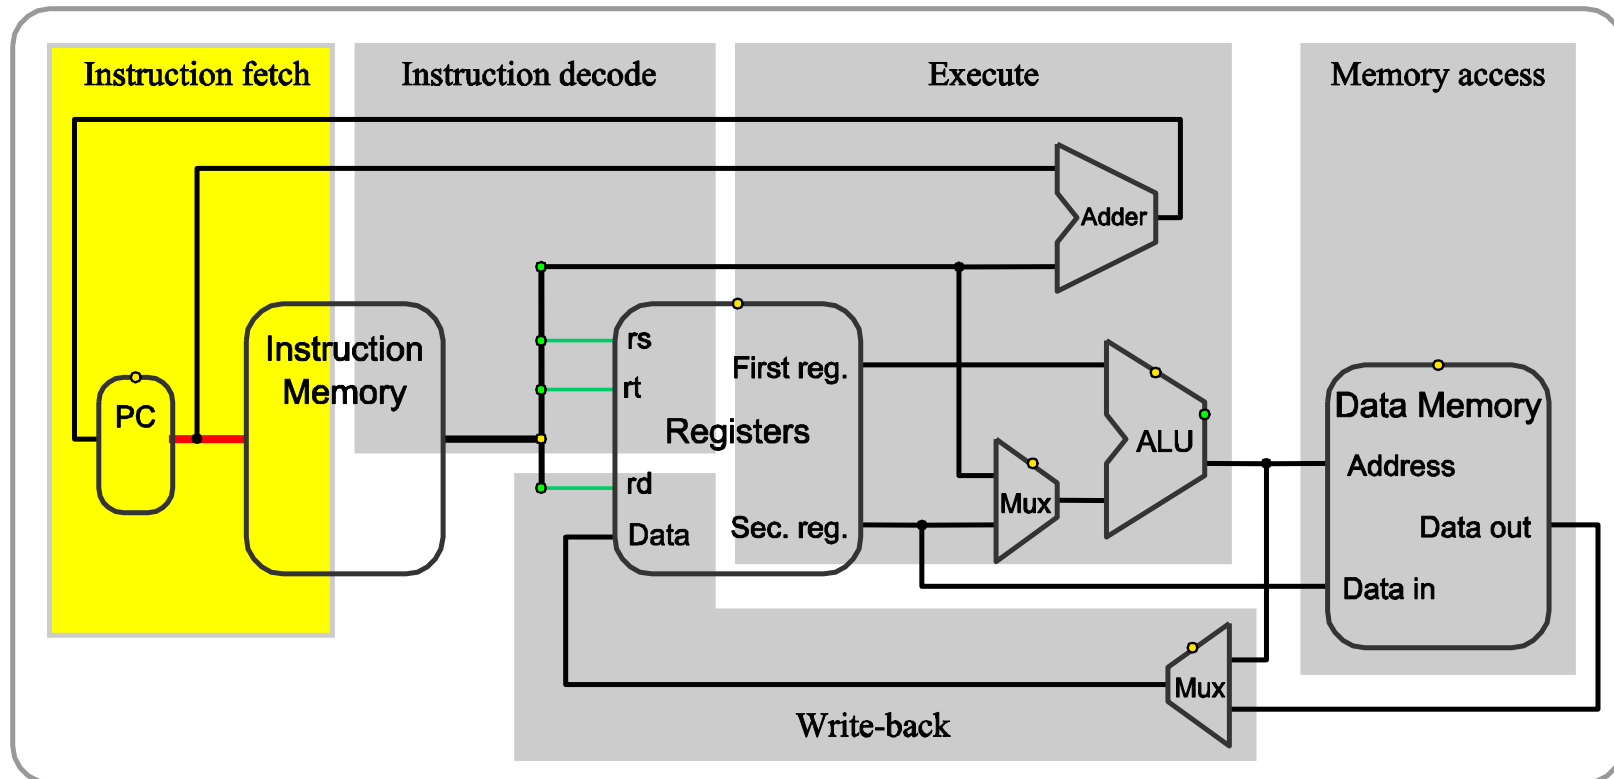 Instruction fetch
Instruction decode
Execute
Memory access
Adder
Instruction
Memory
PC
rs
rt
Registers
rd
Data
First reg.
Sec. reg.
Mux
ALU
Data Memory
Address
Data out
Data in
Mux
Write-back